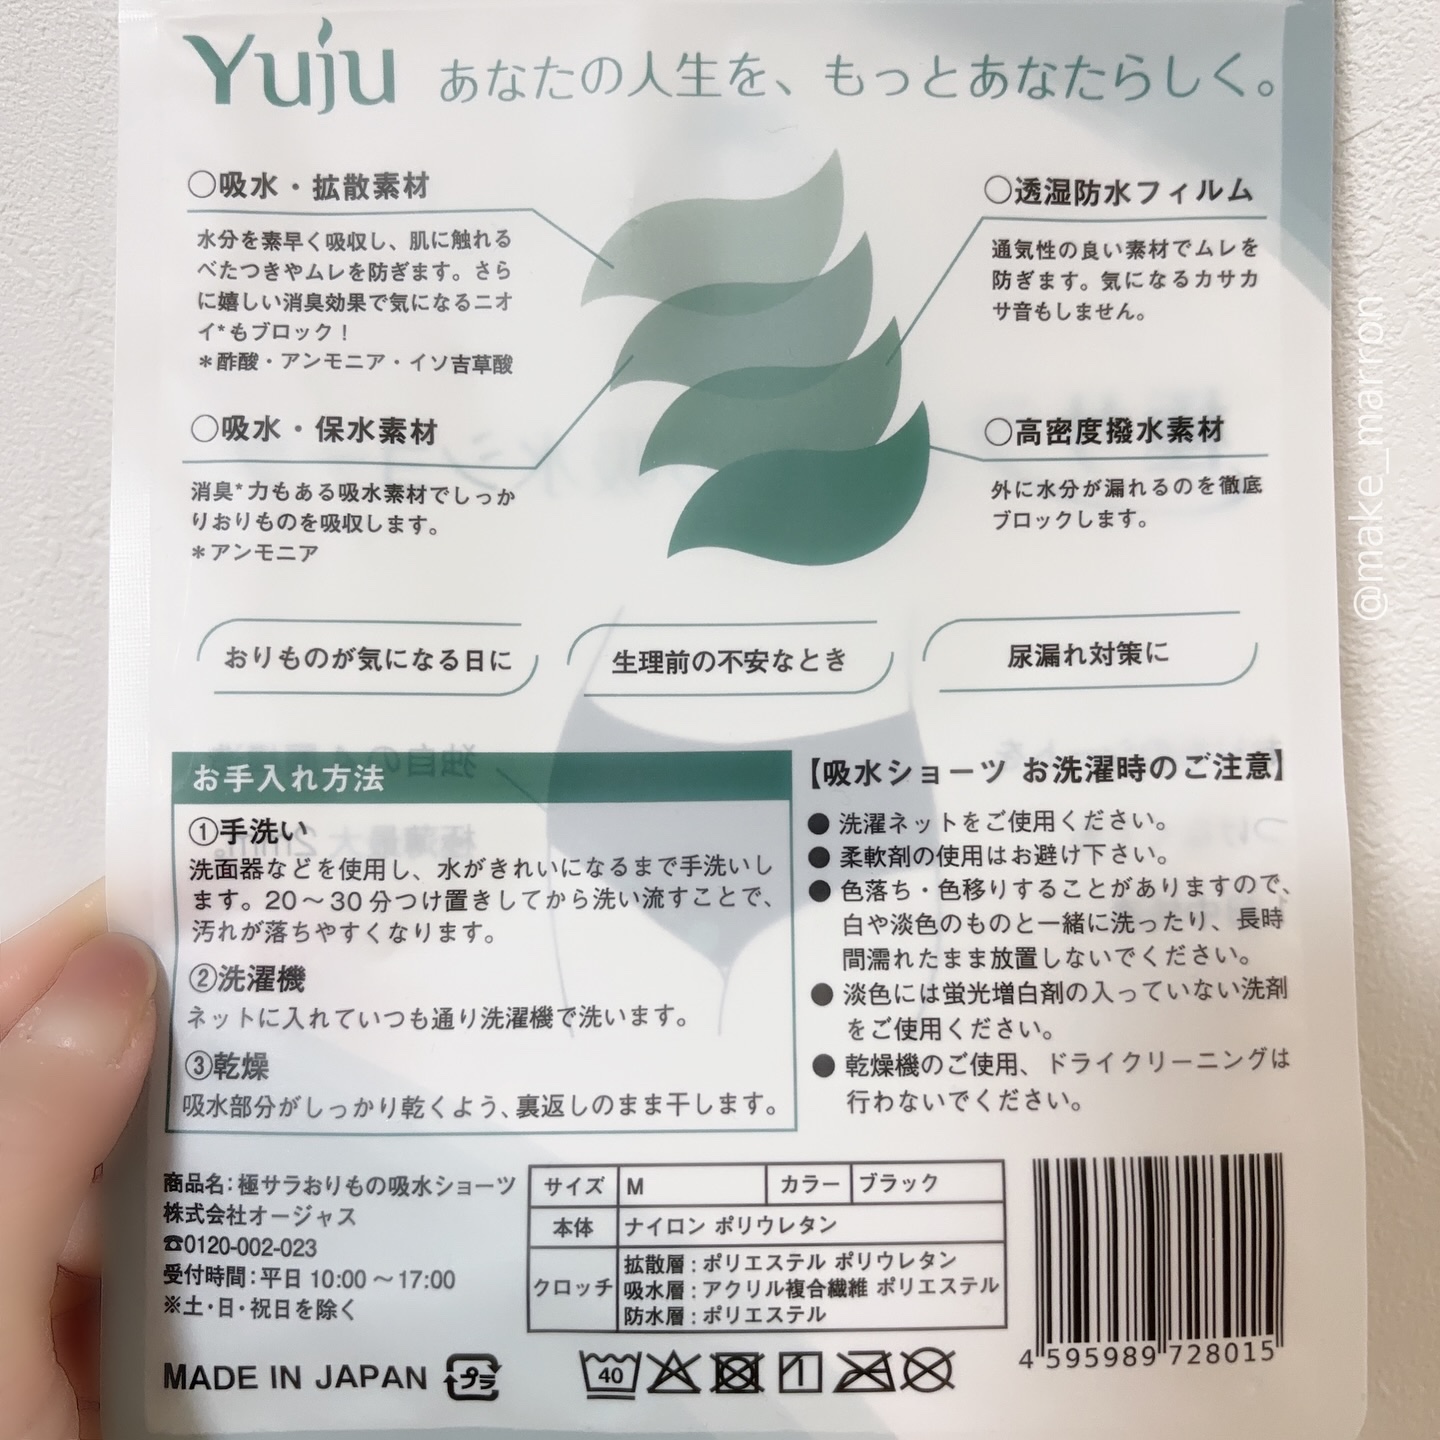 Yuju あなたの人生を、もっとあなたらしく。
○吸水・拡散素材
水分を素早く吸収し、肌に触れる
べたつきやムレを防ぎます。さら
に嬉しい消臭効果で気になるニオ
イ*もブロック！
*酢酸・アンモニア・イソ吉草酸
○吸水・保水素材
消臭*力もある吸水素材でしっか
りおりものを吸収します。
*アンモニア
○透湿防水フィルム
通気性の良い素材でムレを
防ぎます。気になるカサカ
サ音もしません。
○高密度撥水素材
外に水分が漏れるのを徹底
ブロックします。
おりものが気になる日に
生理前の不安なとき
尿漏れ対策に
お手入れ方法
①手洗い
洗面器などを使用し、水がきれいになるまで手洗いし
ます。20～30分つけ置きしてから洗い流すことで、
汚れが落ちやすくなります。
②洗濯機
ネットに入れていつも通り洗濯機で洗います。
③乾燥
吸水部分がしっかり乾くよう、裏返しのまま干します。
【吸水ショーツ お洗濯時のご注意】
● 洗濯ネットをご使用ください。
● 柔軟剤の使用はお避け下さい。
● 色落ち・色移りすることがありますので、
白や淡色のものと一緒に洗ったり、長時
間濡れたまま放置しないでください。
● 淡色には蛍光増白剤の入っていない洗剤
をご使用ください。
● 乾燥機のご使用、ドライクリーニングは
行わないでください。
商品名：極サラおりもの吸水ショーツ
株式会社オージャス
☎0120-002-023
受付時間：平日 10:00～17:00
※土・日・祝日を除く
サイズ M カラー ブラック
本体 ナイロン ポリウレタン
クロッチ
拡散層：ポリエステル ポリウレタン
吸水層：アクリル複合繊維 ポリエステル
防水層：ポリエステル
MADE IN JAPAN プラ
40
4 595989 728015
@make_marron